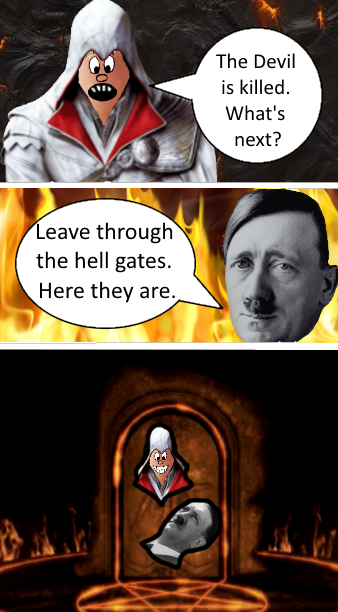 The Devil
is killed.
What's
next?
Leave through
the hell gates.
Here they are.